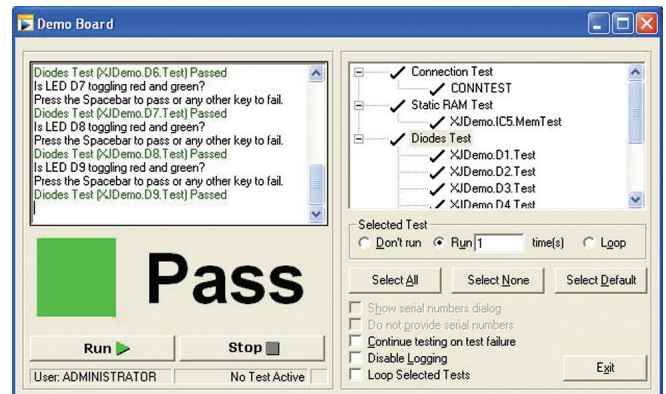 Demo Board
Diodes Test (XJDemo.D6.Test) Passed
Is LED D7 toggling red and green?
Press the Spacebar to pass or any other key to fail.
Diodes Test (XJDemo.D7.Test) Passed
Is LED D8 toggling red and green?
Press the Spacebar to pass or any other key to fail.
Diodes Test (XJDemo.D8.Test) Passed
Is LED D9 toggling red and green?
Press the Spacebar to pass or any other key to fail.
Diodes Test (XJDemo.D9.Test) Passed
Pass
Run
Stop
User: ADMINISTRATOR
No Test Active
Connection Test
CONNTEST
Static RAM Test
XJDemo.IC5.MemTest
Diodes Test
XJDemo.D1.Test
XJDemo.D2.Test
XJDemo.D3.Test
XJDemo.D4.Test
Selected Test
Don't run Run 1 time(s) Loop
Select All Select None Select Default
Show serial numbers dialog
Do not provide serial numbers
Continue testing on test failure
Disable Logging
Loop Selected Tests
Exit